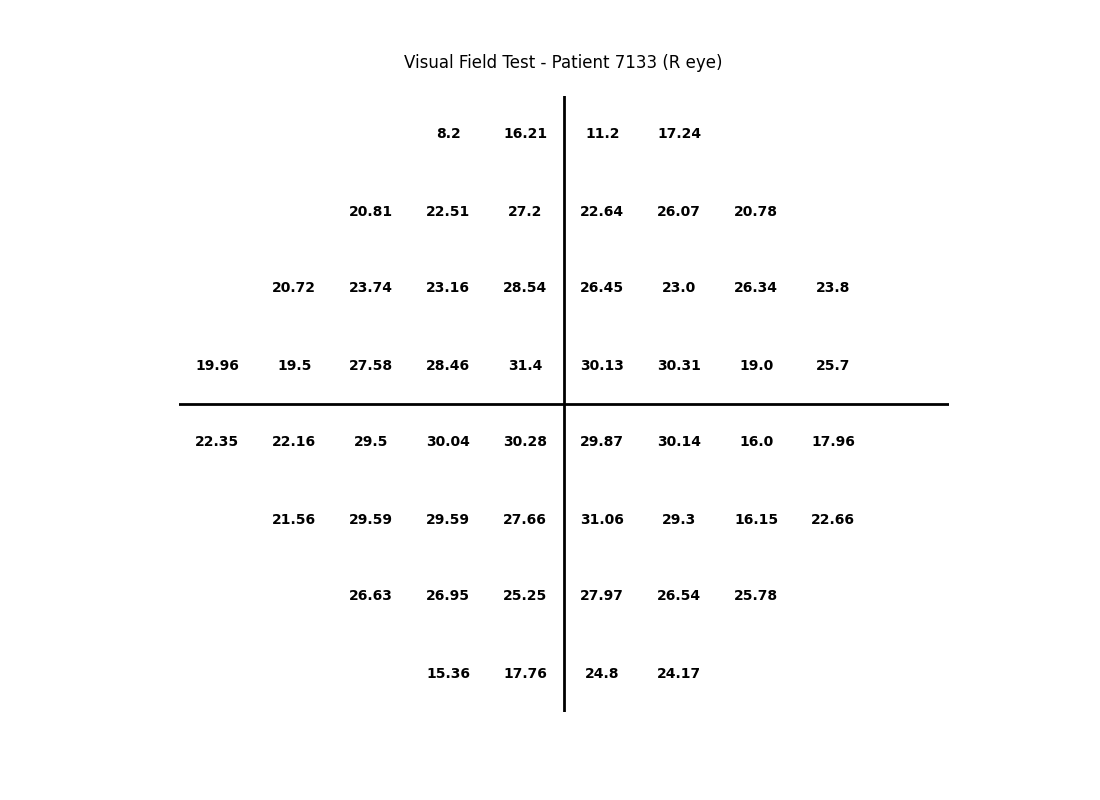 Visual Field Test - Patient 7133 (R eye)
8.2 16.21 11.2 17.24
20.81 22.51 27.2 22.64 26.07 20.78
20.72 23.74 23.16 28.54 26.45 23.0 26.34 23.8
19.96 19.5 27.58 28.46 31.4 30.13 30.31 19.0 25.7
22.35 22.16 29.5 30.04 30.28 29.87 30.14 16.0 17.96
21.56 29.59 29.59 27.66 31.06 29.3 16.15 22.66
26.63 26.95 25.25 27.97 26.54 25.78
15.36 17.76 24.8 24.17